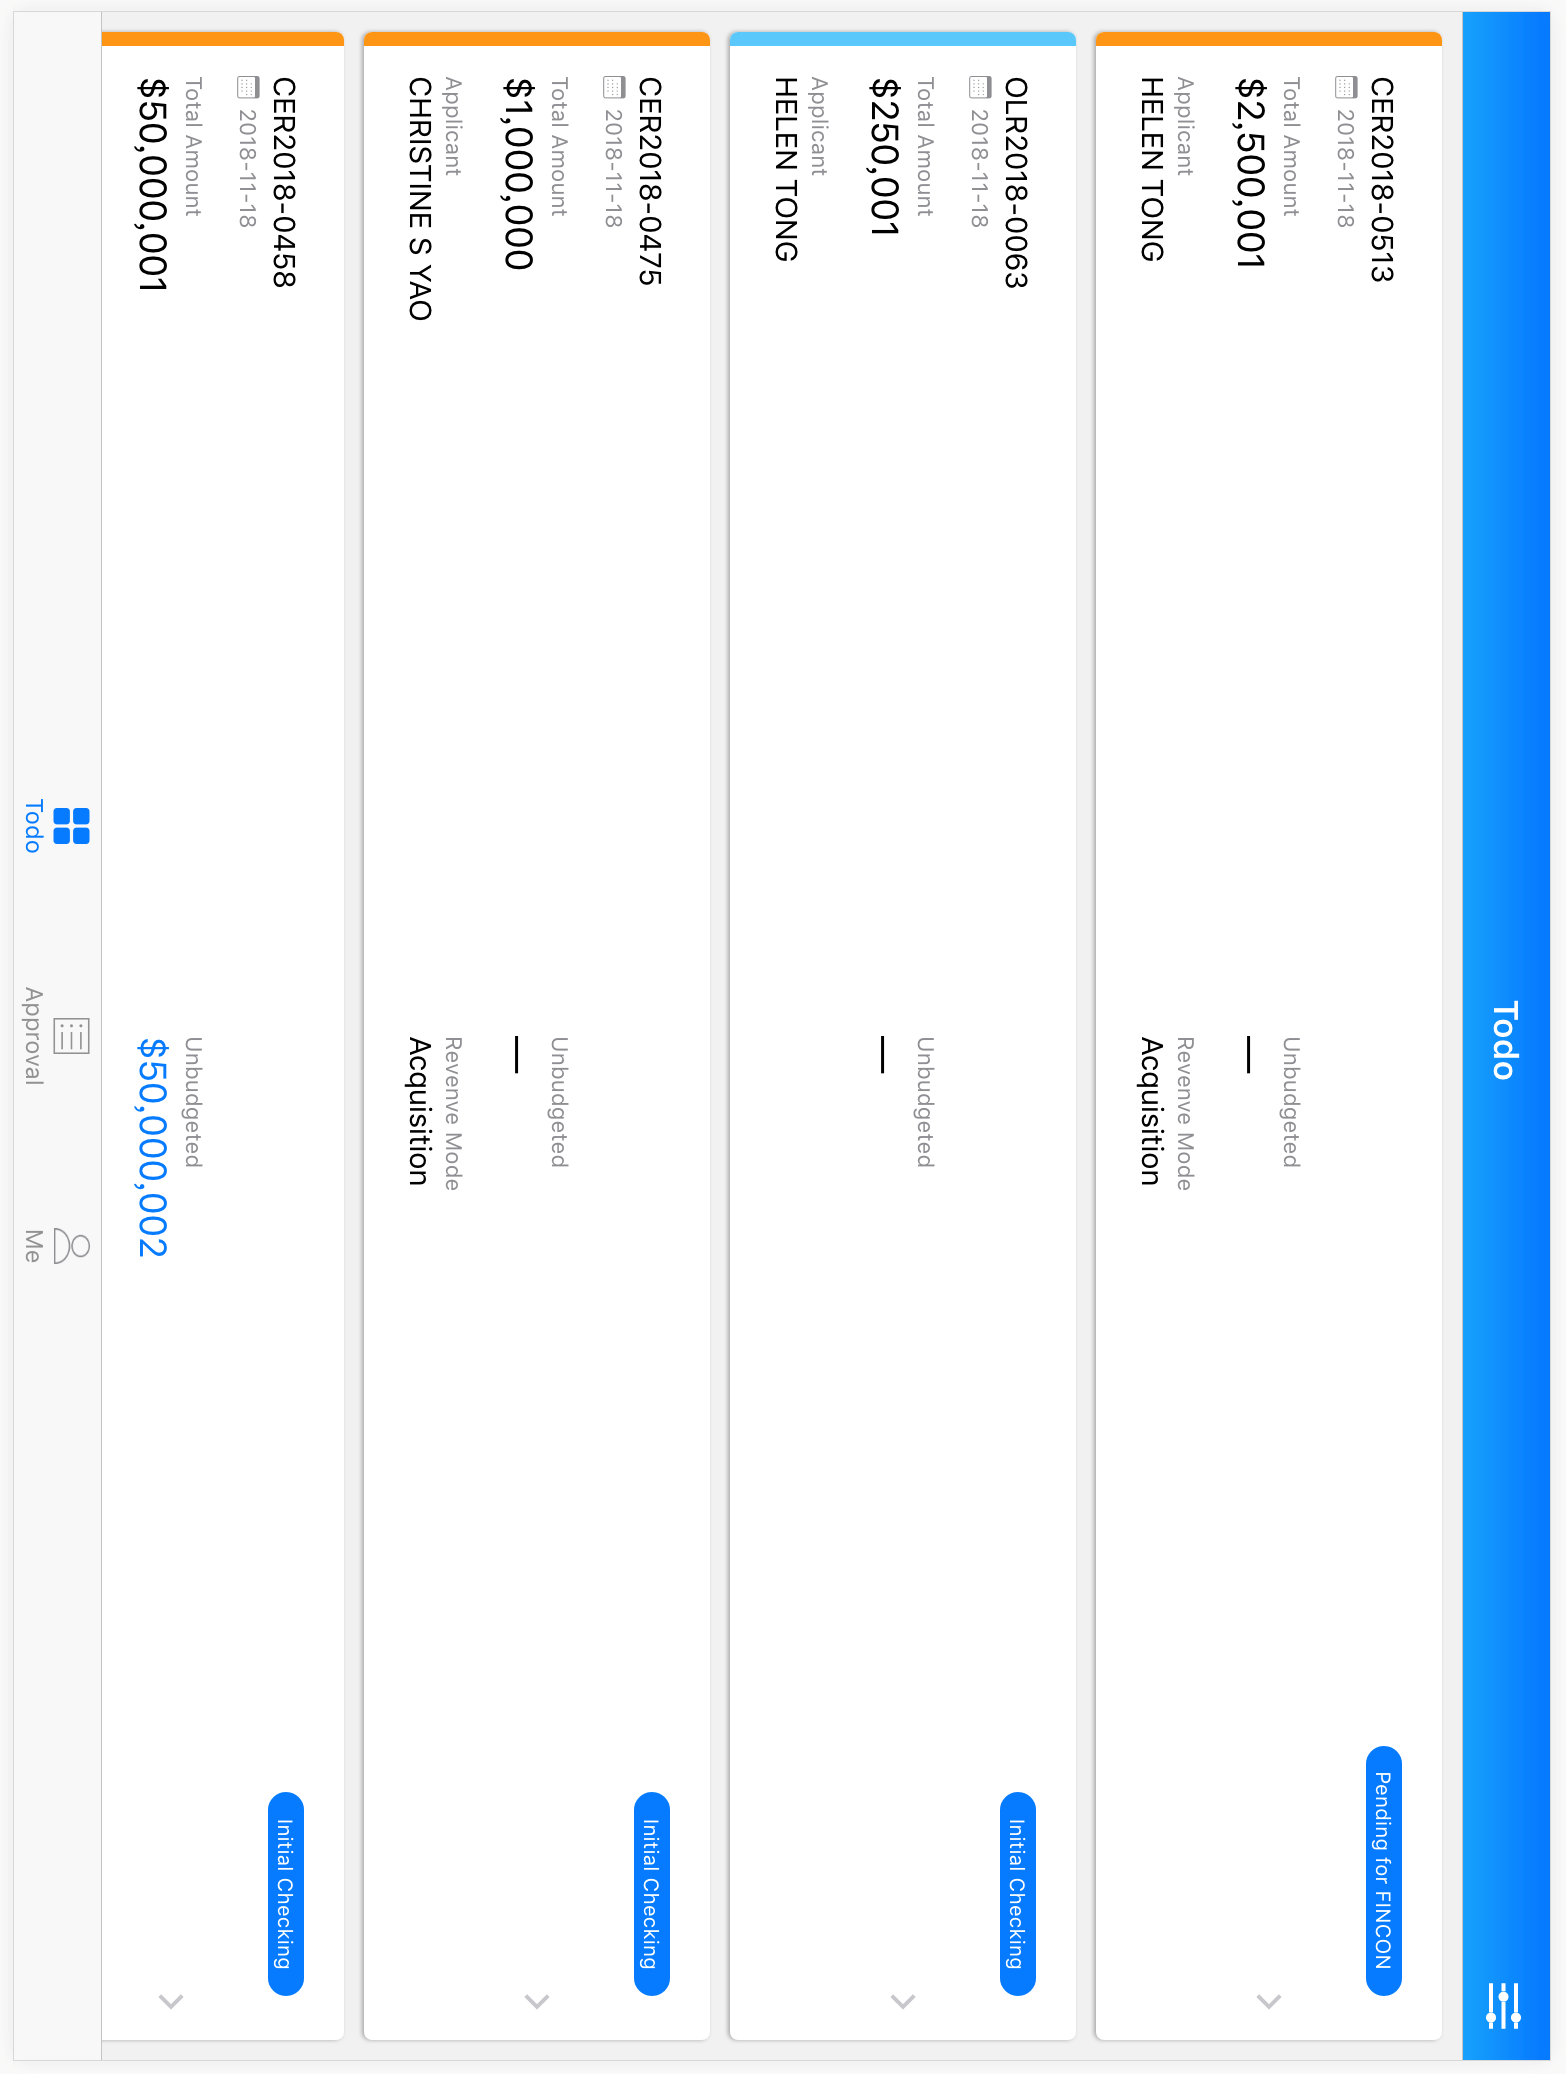 Todo
CER2018-0513
Pending for FINCON
2018-11-18
Total Amount
Unbudgeted
$2,500,001
—
Applicant
Revenve Mode
HELEN TONG
Acquisition
OLR2018-0063
Initial Checking
2018-11-18
Total Amount
Unbudgeted
$250,001
—
Applicant
HELEN TONG
CER2018-0475
Initial Checking
2018-11-18
Total Amount
Unbudgeted
$1,000,000
—
Applicant
Revenve Mode
CHRISTINE S YAO
Acquisition
CER2018-0458
Initial Checking
2018-11-18
Total Amount
Unbudgeted
$50,000,001
$50,000,002
Todo
Approval
Me